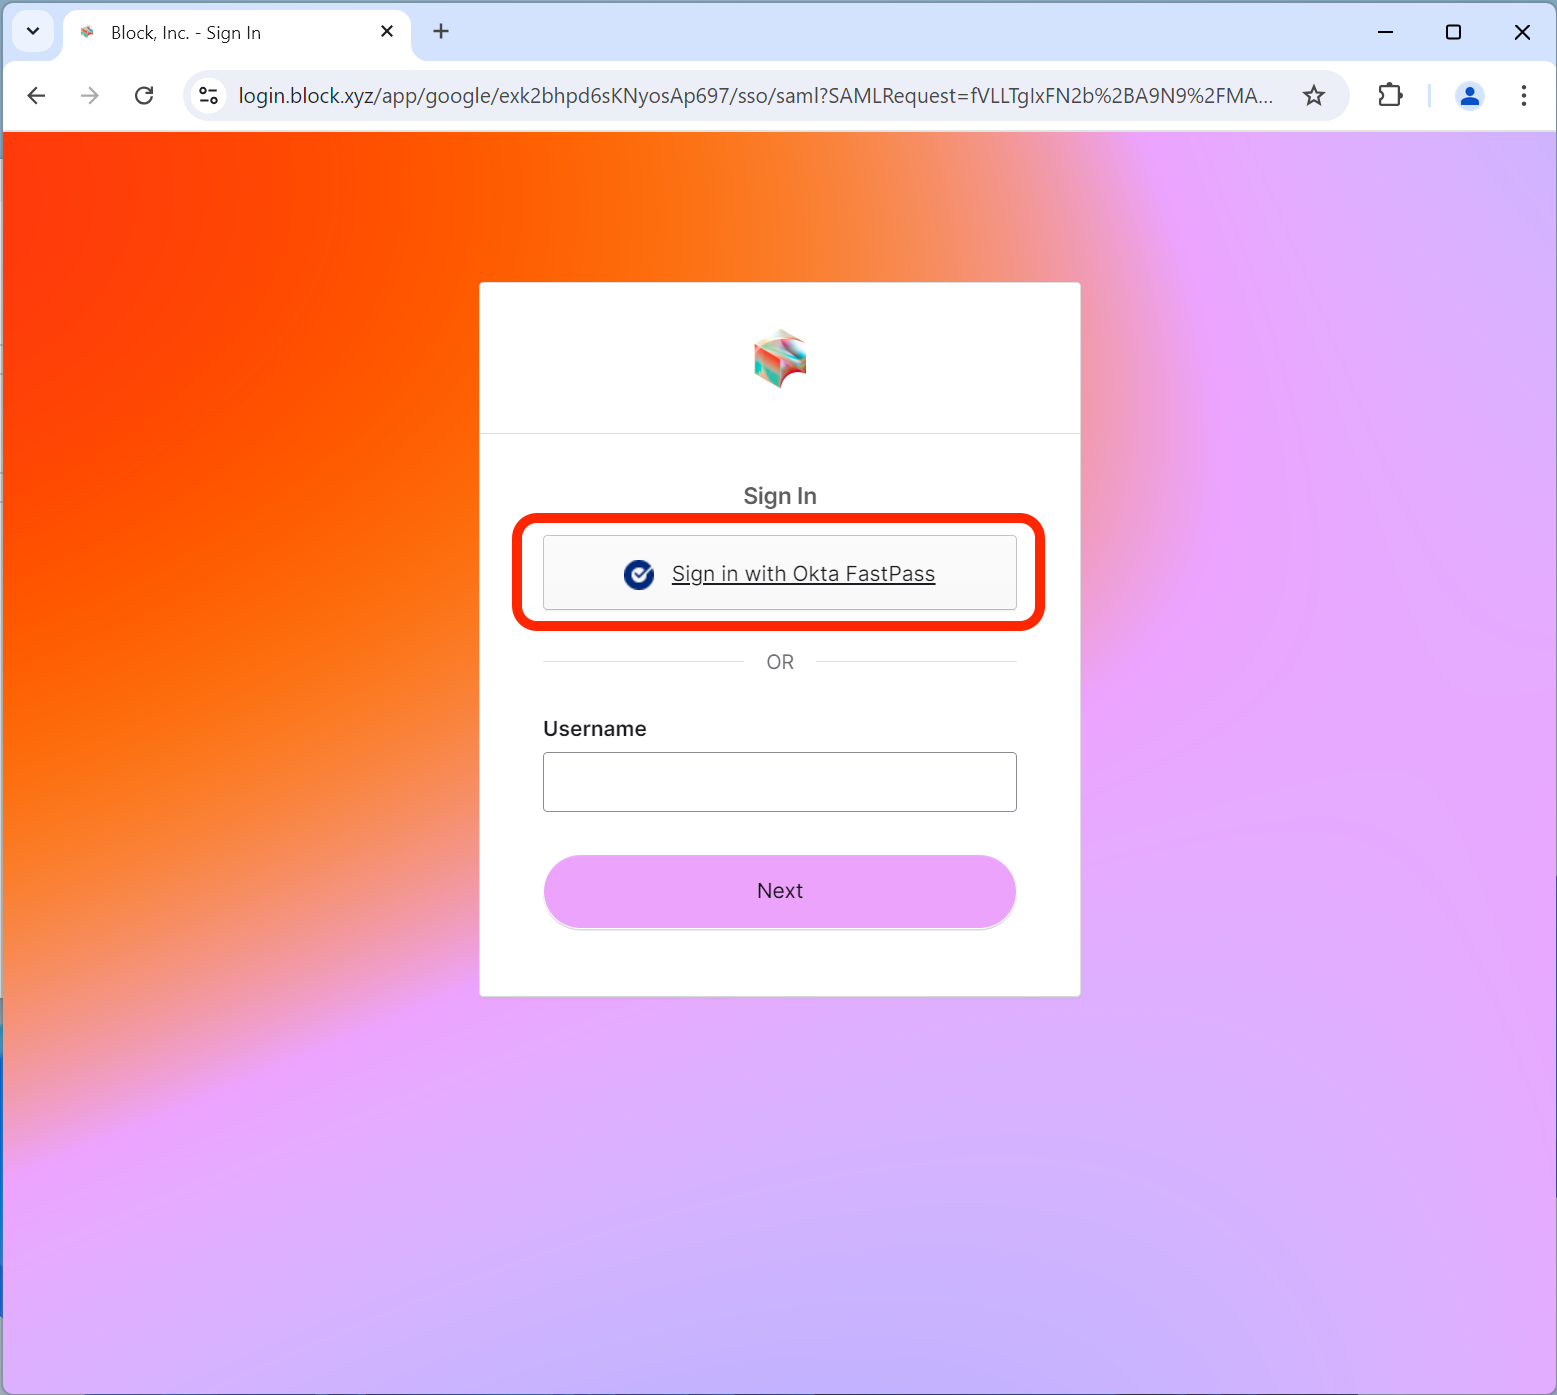 Block, Inc. - Sign In
login.block.xyz/app/google/exk2bhpd6sKNyosAp697/sso/saml?SAMLRequest=fVLLTgIxFN2b%2BA9N9%2FMA...
Sign In
Sign in with Okta FastPass
OR
Username
Next